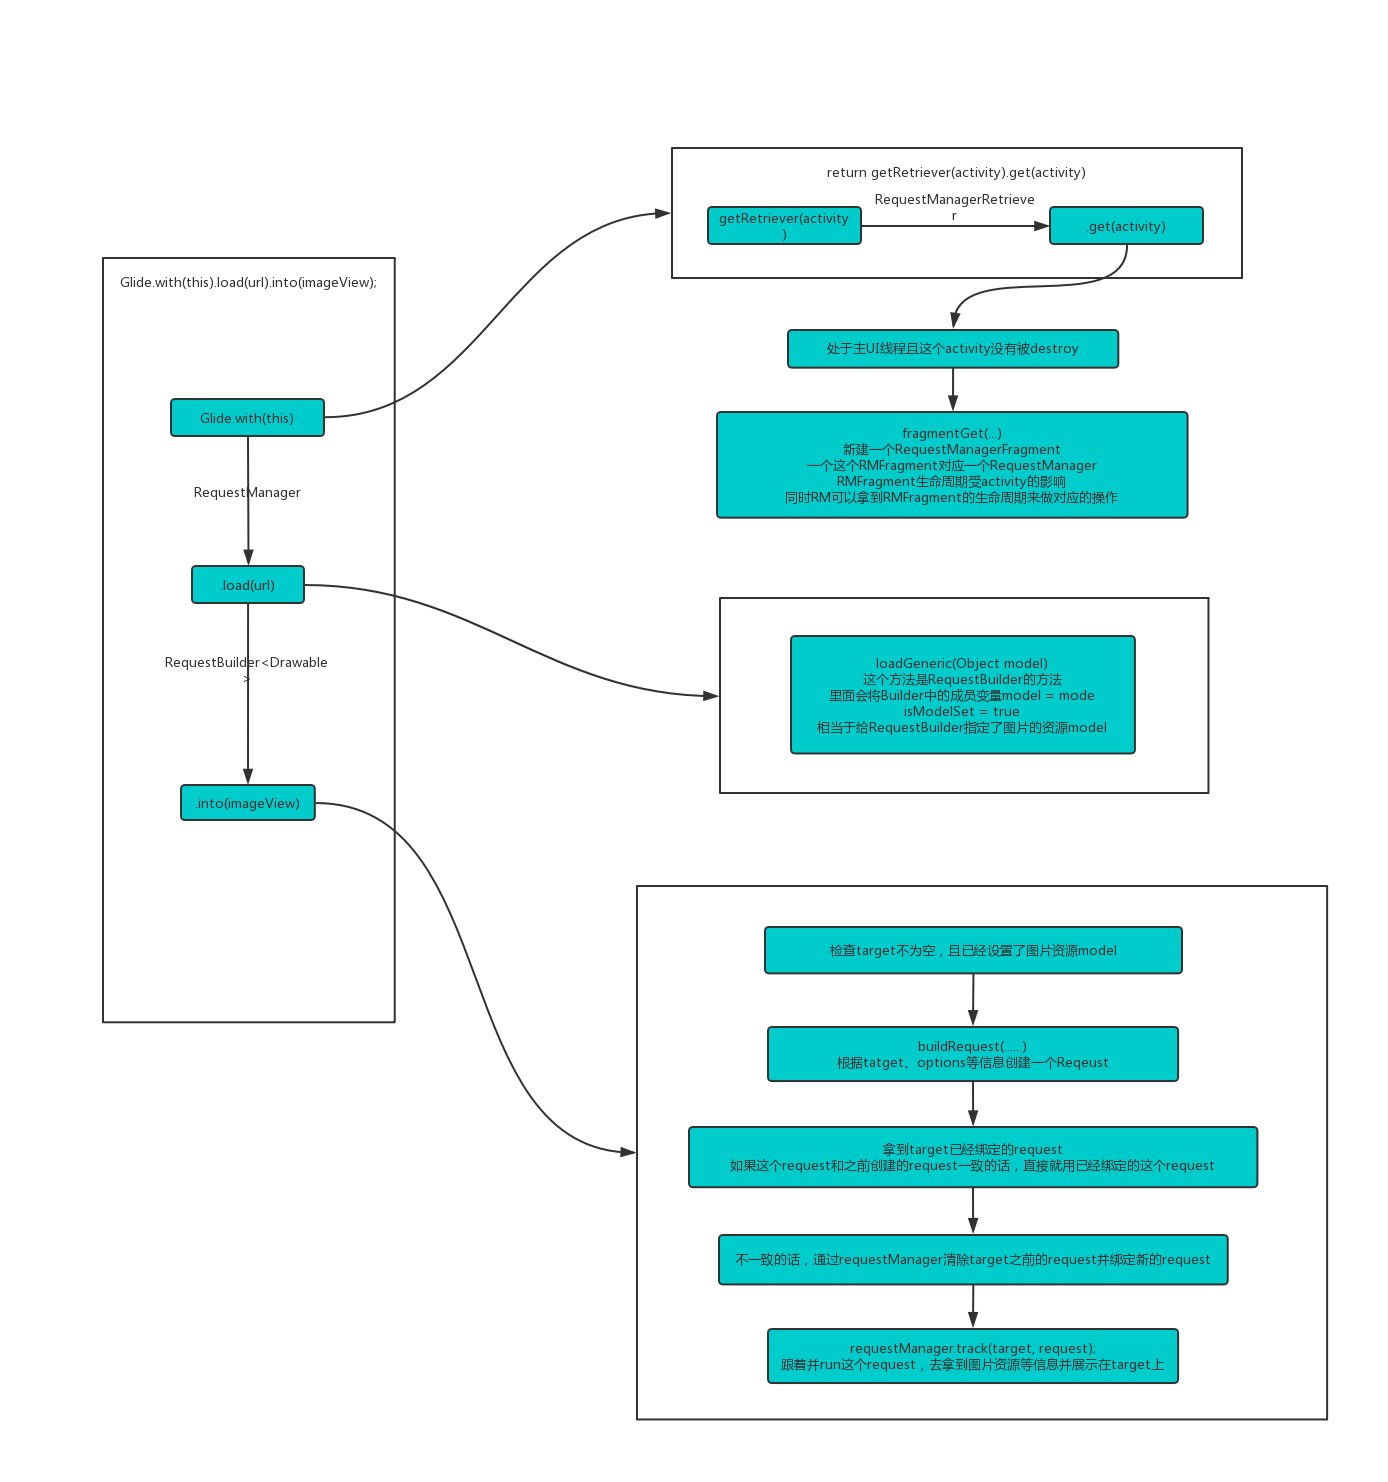 Glide.with(this).load(url).into(imageView);
Glide.with(this)
RequestManager
.load(url)
RequestBuilder<Drawable
>
.into(imageView)
return getRetriever(activity).get(activity)
getRetriever(activity
)
RequestManagerRetrieve
r
.get(activity)
处于主UI线程且这个activity没有被destroy
fragmentGet(...)
新建一个RequestManagerFragment
一个这个RMFragment对应一个RequestManager
RMFragment生命周期受activity的影响
同时RM可以拿到RMFragment的生命周期来做对应的操作
loadGeneric(Object model)
这个方法是RequestBuilder的方法
里面会将Builder中的成员变量model = mode
isModelSet = true
相当于给RequestBuilder指定了图片的资源model
检查target不为空，且已经设置了图片资源model
buildRequest(......)
根据tatget、options等信息创建一个Reqeust
拿到target已经绑定的request
如果这个request和之前创建的request一致的话，直接就用已经绑定的这个request
不一致的话，通过requestManager清除target之前的request并绑定新的request
requestManager.track(target, request);
跟着并run这个request，去拿到图片资源等信息并展示在target上